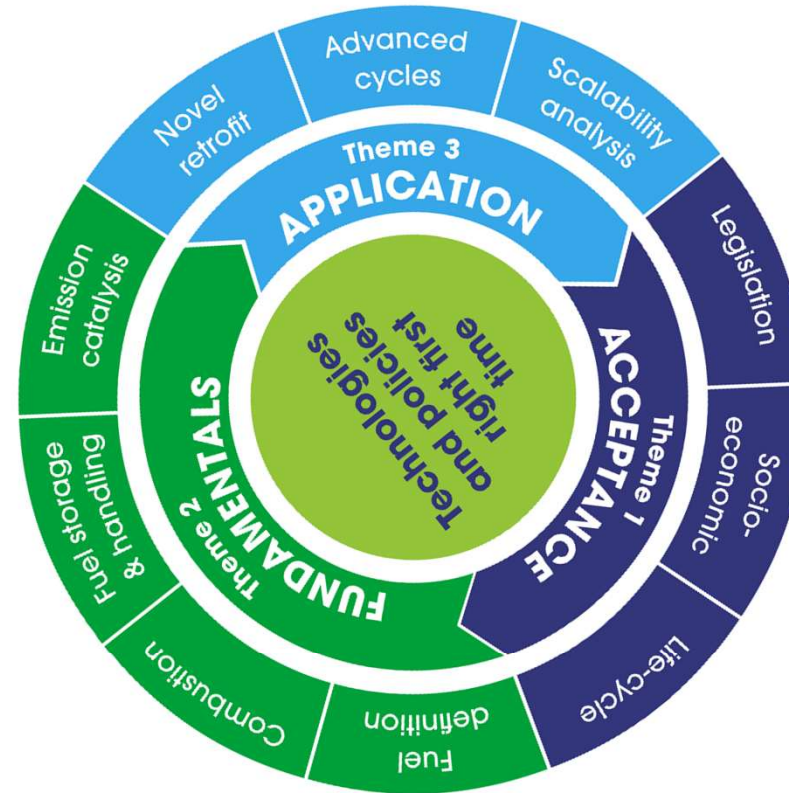 Technologies
and policies
right first
time
Theme 1
ACCEPTANCE
Legislation
Socio-
economic
Life-cycle
Theme 2
FUNDAMENTALS
Fuel
definition
Combustion
Fuel storage
& handling
Emission
catalysis
Theme 3
APPLICATION
Novel
retrofit
Advanced
cycles
Scalability
analysis